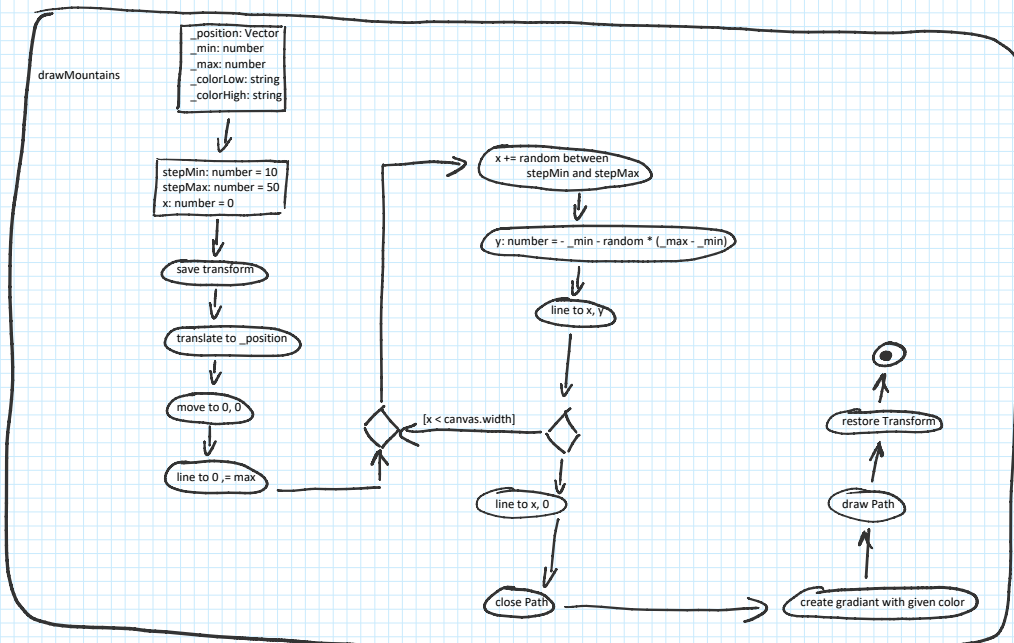 drawMountains
_position: Vector
_min: number
_max: number
_colorLow: string
_colorHigh: string
stepMin: number = 10
stepMax: number = 50
x: number = 0
save transform
translate to _position
move to 0, 0
line to 0 ,= max
x += random between
stepMin and stepMax
y: number = - _min - random * (_max - _min)
line to x, y
[x < canvas.width]
line to x, 0
close Path
create gradiant with given color
draw Path
restore Transform